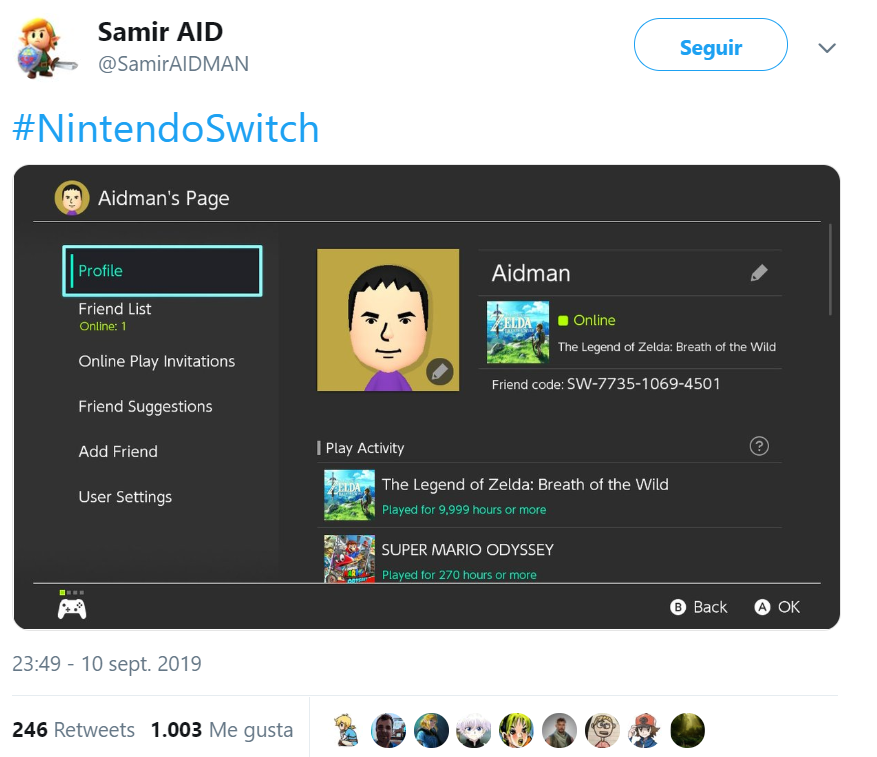 Samir AID
@SamirAIDMAN
Seguir
#NintendoSwitch
Aidman's Page
Profile
Friend List
Online: 1
Online Play Invitations
Friend Suggestions
Add Friend
User Settings
Aidman
ZELDA
Online
The Legend of Zelda: Breath of the Wild
Friend code: SW-7735-1069-4501
Play Activity
?
ZELDA
The Legend of Zelda: Breath of the Wild
Played for 9,999 hours or more
SUPER MARIO ODYSSEY
Played for 270 hours or more
B Back A OK
23:49 - 10 sept. 2019
246 Retweets 1.003 Me gusta